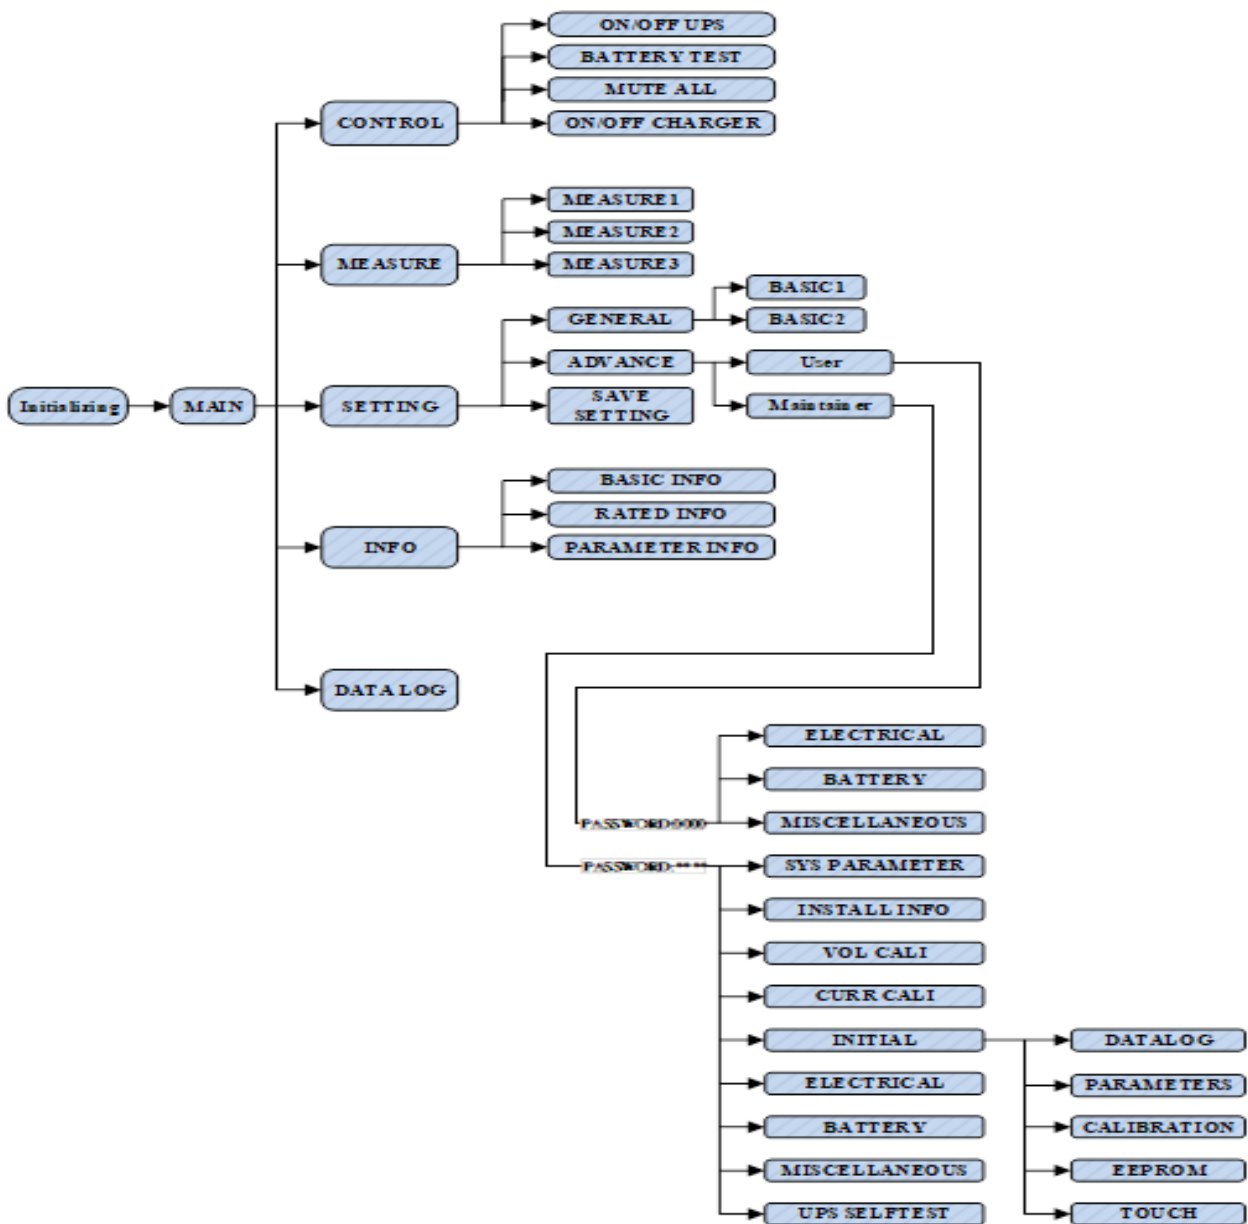 ON/OFF UPS
BATTERY TEST
MUTE ALL
CONTROL
ON/OFF CHARGER
MEASURE1
MEASURE2
MEASURE
MEASURE3
BASIC1
GENERAL
BASIC2
ADVANCE
User
Initializing
MAIN
SETTING
SAVE
SETTING
Maintainer
BASIC INFO
RATED INFO
INFO
PARAMETER INFO
DATALOG
ELECTRICAL
BATTERY
PASSWORD:0000
MISCELLANEOUS
PASSWORD:****
SYS PARAMETER
INSTALL INFO
VOL CALI
CURR CALI
INITIAL
DATALOG
ELECTRICAL
PARAMETERS
BATTERY
CALIBRATION
MISCELLANEOUS
EEPROM
UPS SELFTEST
TOUCH